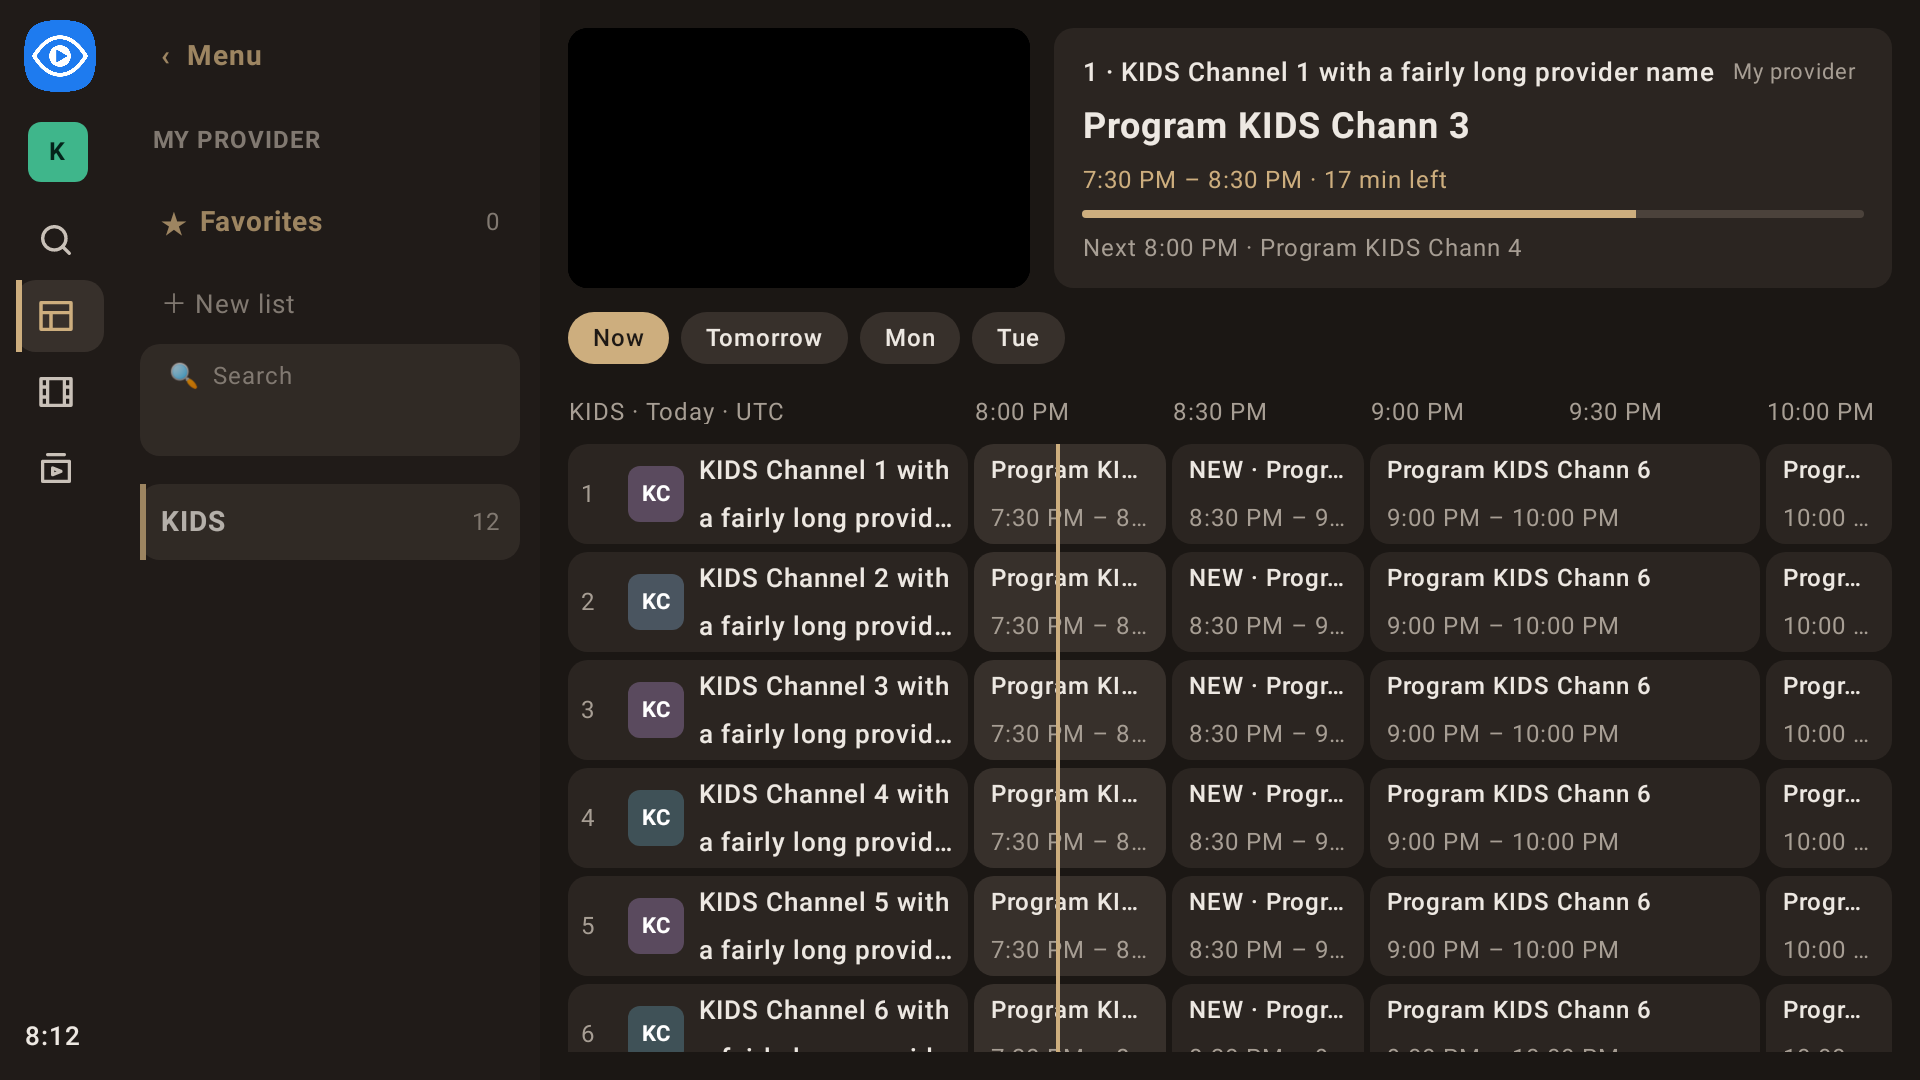 ‹ Menu
K
MY PROVIDER
★ Favorites 0
+ New list
Search
KIDS 12
8:12
1 · KIDS Channel 1 with a fairly long provider name My provider
Program KIDS Chann 3
7:30 PM – 8:30 PM · 17 min left
Next 8:00 PM · Program KIDS Chann 4
Now Tomorrow Mon Tue
KIDS · Today · UTC 8:00 PM 8:30 PM 9:00 PM 9:30 PM 10:00 PM
1 KC KIDS Channel 1 with a fairly long provid…
Program KI… 7:30 PM – 8…
NEW · Progr… 8:30 PM – 9…
Program KIDS Chann 6 9:00 PM – 10:00 PM
Progr… 10:00 …
2 KC KIDS Channel 2 with a fairly long provid…
Program KI… 7:30 PM – 8…
NEW · Progr… 8:30 PM – 9…
Program KIDS Chann 6 9:00 PM – 10:00 PM
Progr… 10:00 …
3 KC KIDS Channel 3 with a fairly long provid…
Program KI… 7:30 PM – 8…
NEW · Progr… 8:30 PM – 9…
Program KIDS Chann 6 9:00 PM – 10:00 PM
Progr… 10:00 …
4 KC KIDS Channel 4 with a fairly long provid…
Program KI… 7:30 PM – 8…
NEW · Progr… 8:30 PM – 9…
Program KIDS Chann 6 9:00 PM – 10:00 PM
Progr… 10:00 …
5 KC KIDS Channel 5 with a fairly long provid…
Program KI… 7:30 PM – 8…
NEW · Progr… 8:30 PM – 9…
Program KIDS Chann 6 9:00 PM – 10:00 PM
Progr… 10:00 …
6 KC KIDS Channel 6 with
Program KI…
NEW · Progr…
Program KIDS Chann 6
Progr…